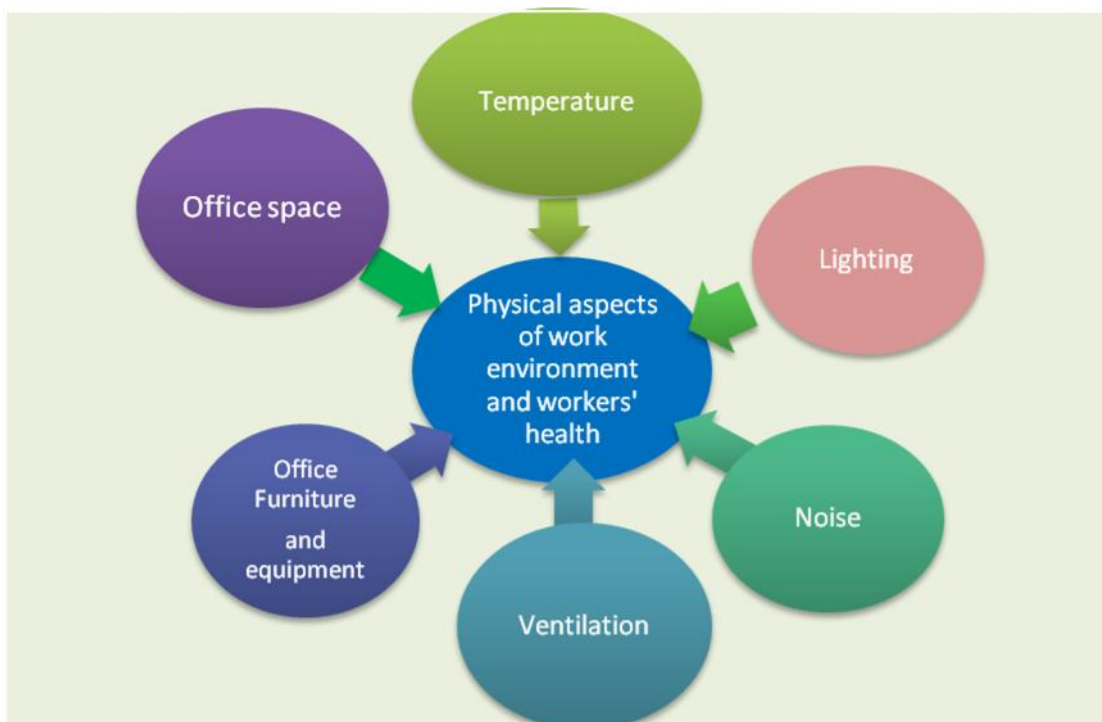 Temperature
Office space
Lighting
Physical aspects
of work
environment
and workers'
health
Office
Furniture
and
equipment
Noise
Ventilation